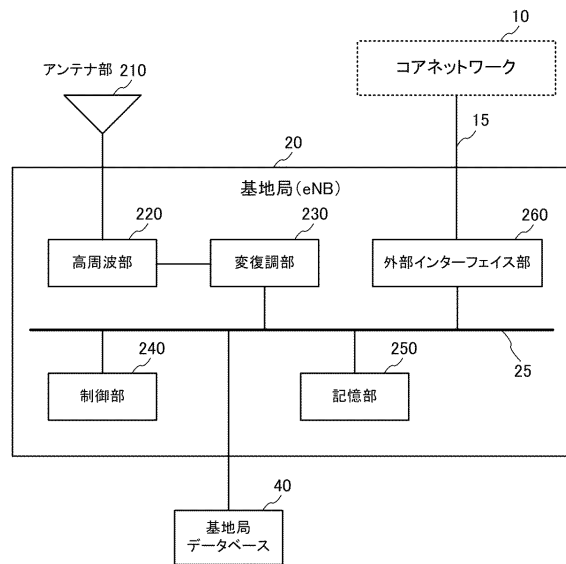 10
コアネットワーク
アンテナ部
210
15
20
基地局(eNB)
220
230
260
高周波部
変復調部
外部インターフェイス部
240
250
25
制御部
記憶部
40
基地局
データベース